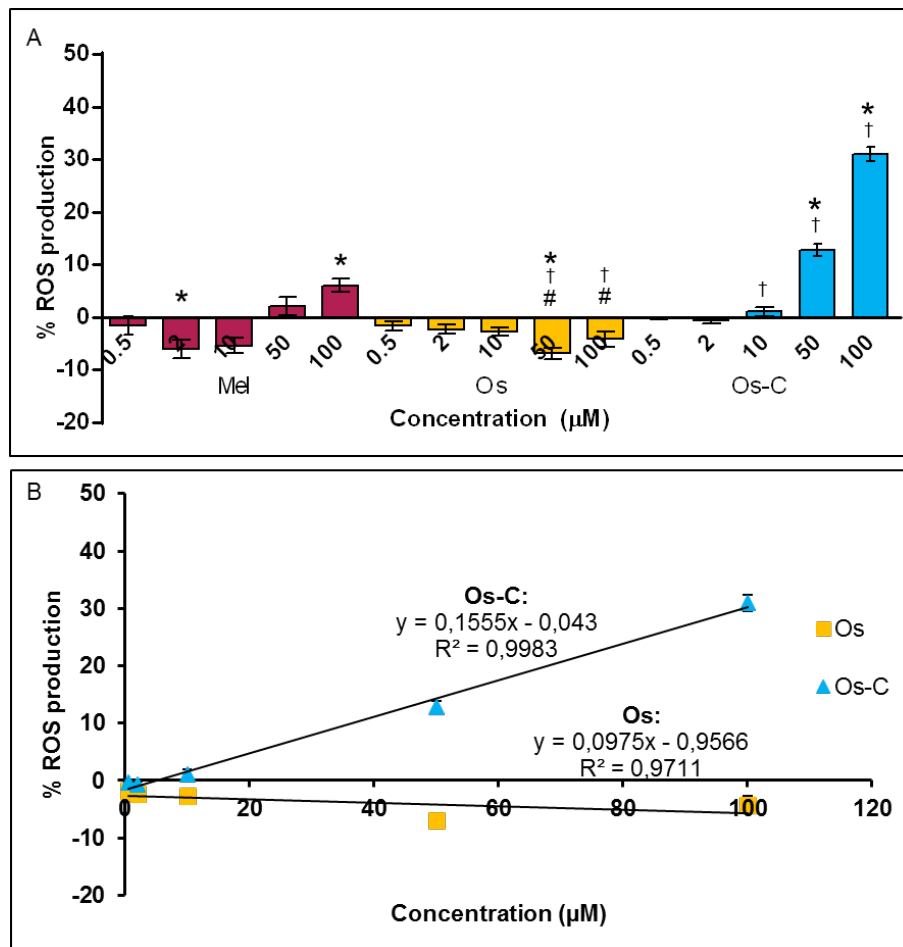 A
% ROS production
50
40
30
20
10
0
-10
-20
*
*
*
†
#
†
#
†
*
†
*
†
0.5 2 10 50 100 0.5 2 10 50 100 0.5 2 10 50 100
Mel Os Os-C
Concentration (µM)
B
% ROS production
50
40
30
20
10
0
-10
-20
Os-C:
y = 0,1555x - 0,043
R² = 0,9983
Os:
y = 0,0975x - 0,9566
R² = 0,9711
Os
Os-C
0 20 40 60 80 100 120
Concentration (µM)